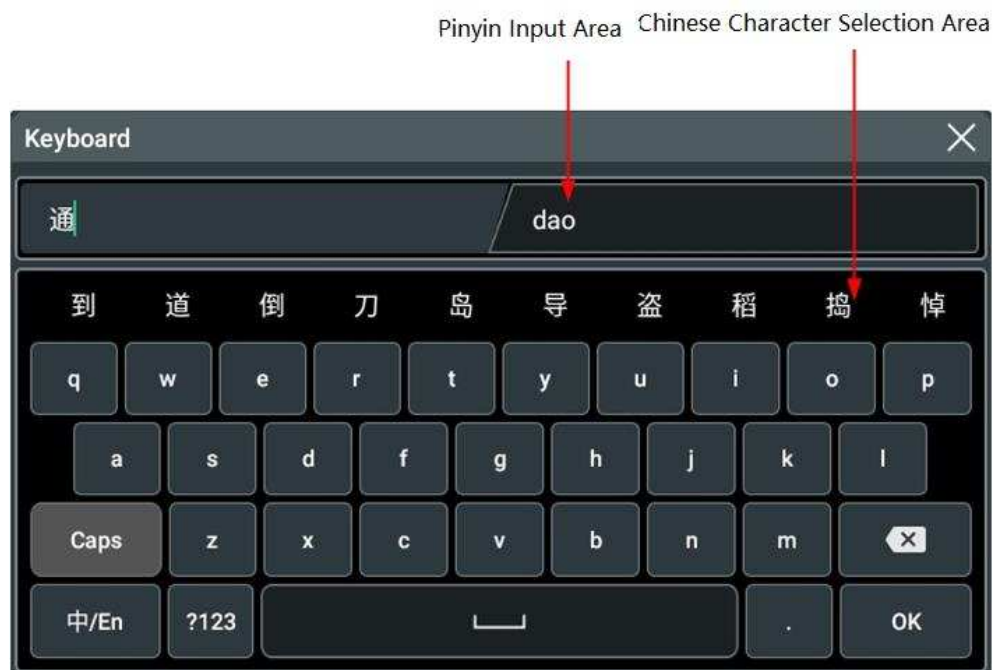 Pinyin Input Area Chinese Character Selection Area
Keyboard
通 dao
到 道 倒 刀 岛 导 盗 稻 捣 悼
q w e r t y u i o p
a s d f g h j k l
Caps z x c v b n m
中/En ?123 . OK